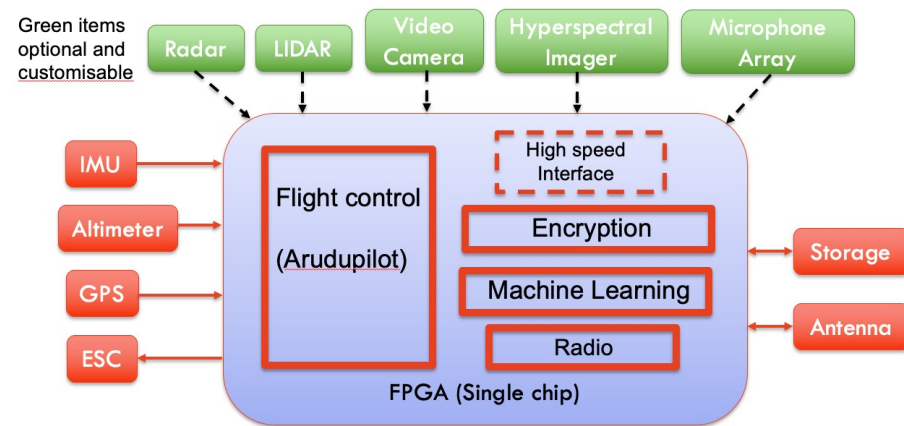 Green items
optional and
customisable
Radar
LIDAR
Video
Camera
Hyperspectral
Imager
Microphone
Array
IMU
Altimeter
GPS
ESC
Flight control
(Arudupilot)
High speed
Interface
Encryption
Machine Learning
Radio
FPGA (Single chip)
Storage
Antenna